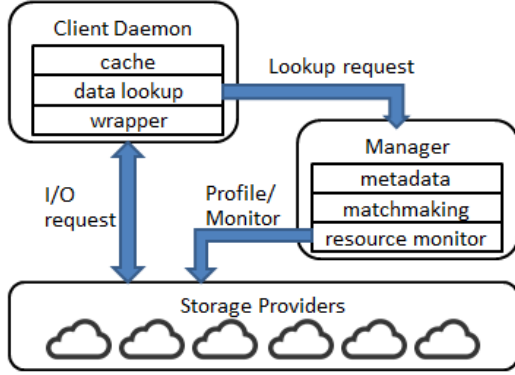 Client Daemon
cache
data lookup
wrapper
Lookup request
Manager
metadata
matchmaking
resource monitor
I/O
request
Profile/
Monitor
Storage Providers